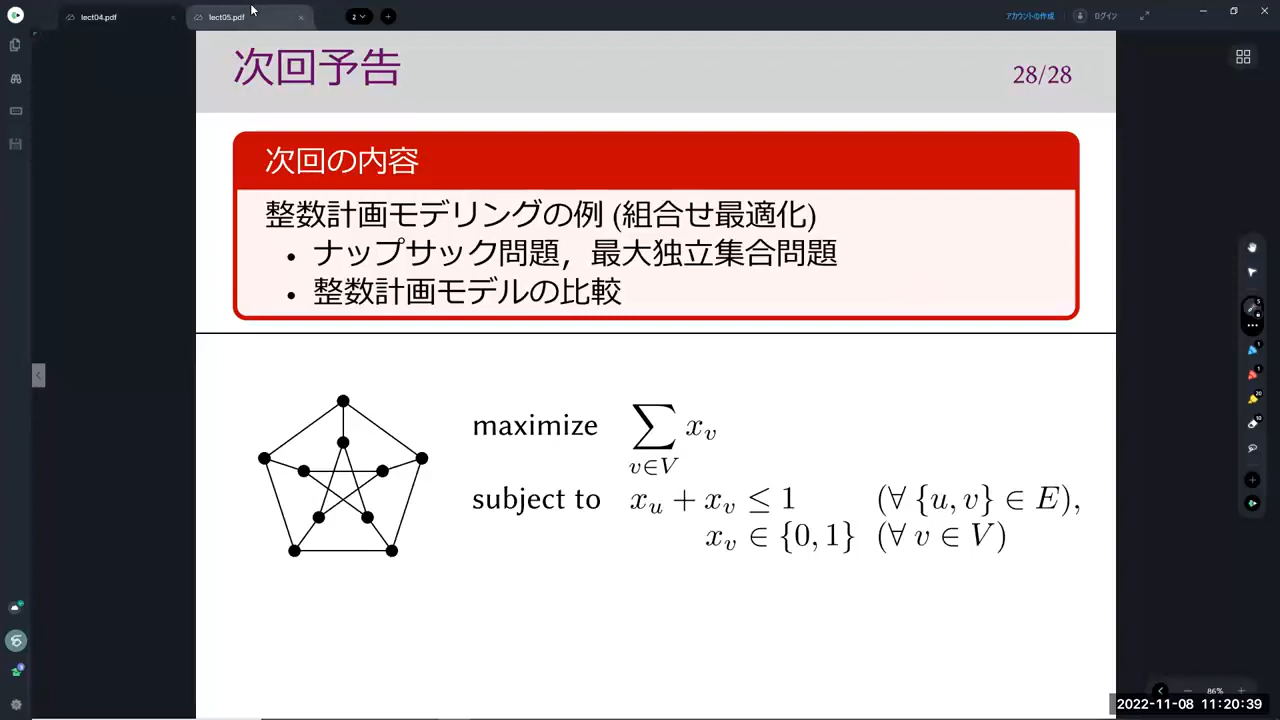 lect04.pdf
lect05.pdf
2
アカウントの作成
ログイン
次回予告
28/28
次回の内容
整数計画モデリングの例 (組合せ最適化)
• ナップサック問題，最大独立集合問題
• 整数計画モデルの比較
maximize ∑ x_v
v∈V
subject to x_u + x_v ≤ 1 (∀ {u, v} ∈ E),
x_v ∈ {0, 1} (∀ v ∈ V)
86%
2022-11-08 11:20:39